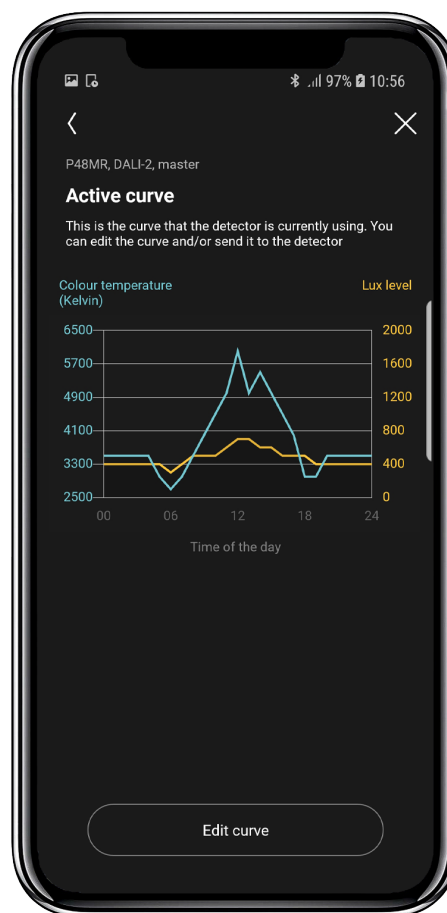 97% 10:56
P48MR, DALI-2, master
Active curve
This is the curve that the detector is currently using. You
can edit the curve and/or send it to the detector
Colour temperature
(Kelvin)
Lux level
6500 2000
5700 1600
4900 1200
4100 800
3300 400
2500 0
00 06 12 18 24
Time of the day
Edit curve